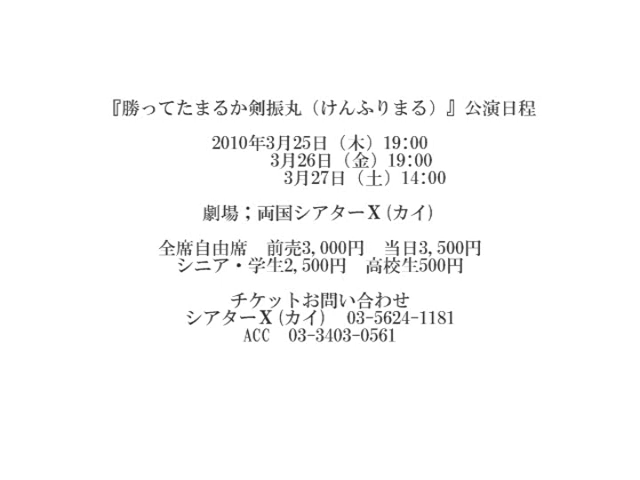 『勝ってたまるか剣振丸（けんふりまる）』公演日程
2010年3月25日（木）19:00
3月26日（金）19:00
3月27日（土）14:00
劇場；両国シアターＸ(カイ)
全席自由席　前売3,000円　当日3,500円
シニア・学生2,500円　高校生500円
チケットお問い合わせ
シアターＸ(カイ)　03-5624-1181
ACC　03-3403-0561